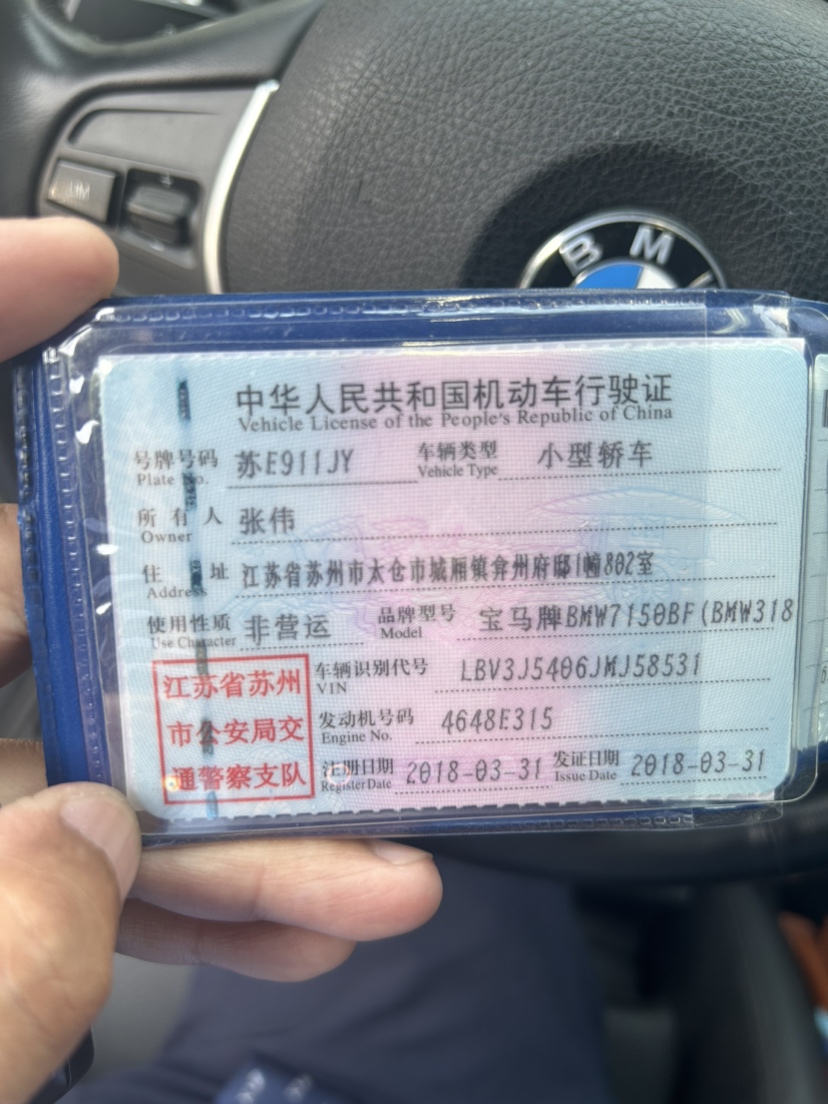 BMW
中华人民共和国机动车行驶证
Vehicle License of the People's Republic of China
号牌号码 苏E911JY 车辆类型 小型轿车
Plate No. Vehicle Type
所有人 张伟
Owner
住址 江苏省苏州市太仓市城厢镇弇州府邸1幢802室
Address
使用性质 非营运 品牌型号 宝马牌BMW7150BF(BMW318
Use Character Model
江苏省苏州 车辆识别代号 LBV3J5406JMJ58531
VIN
市公安局交 发动机号码 4648E315
Engine No.
通警察支队 注册日期 2018-03-31 发证日期 2018-03-31
Register Date Issue Date